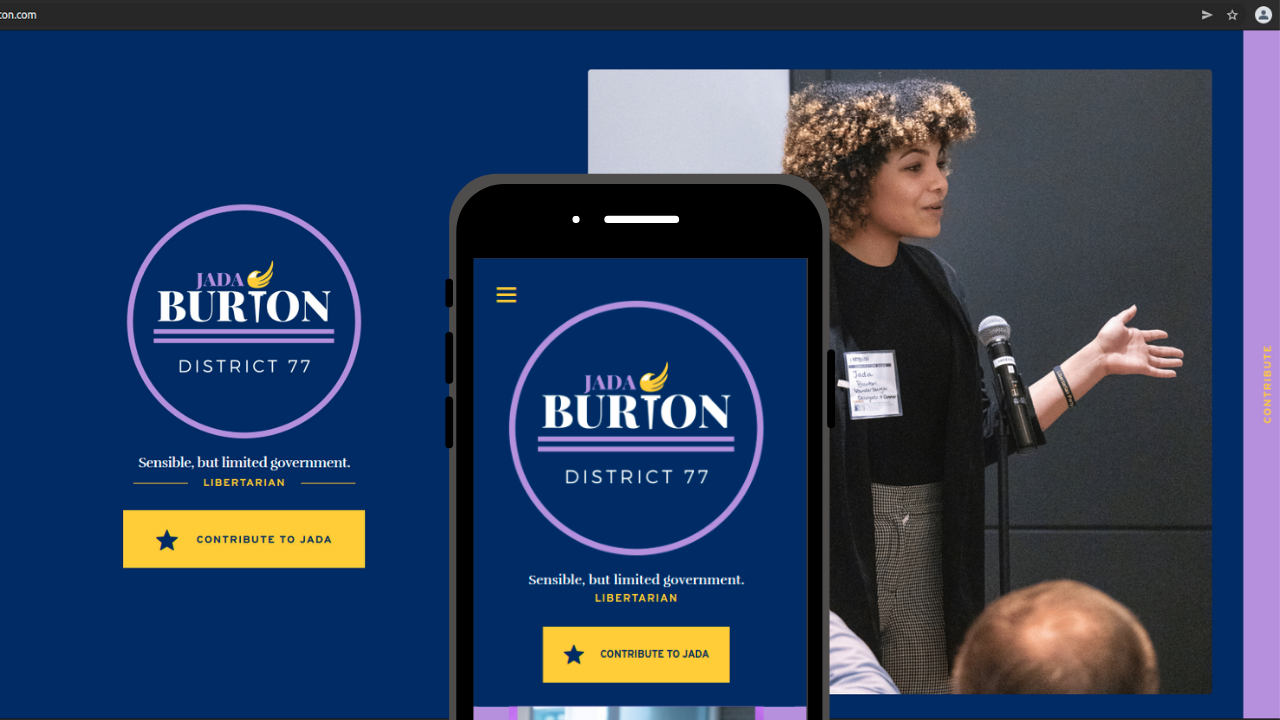 ton.com
JADA
BURTON
DISTRICT 77
Sensible, but limited government.
LIBERTARIAN
CONTRIBUTE TO JADA
JADA
BURTON
DISTRICT 77
Sensible, but limited government.
LIBERTARIAN
CONTRIBUTE TO JADA
Jada
Burton
CONTRIBUTE